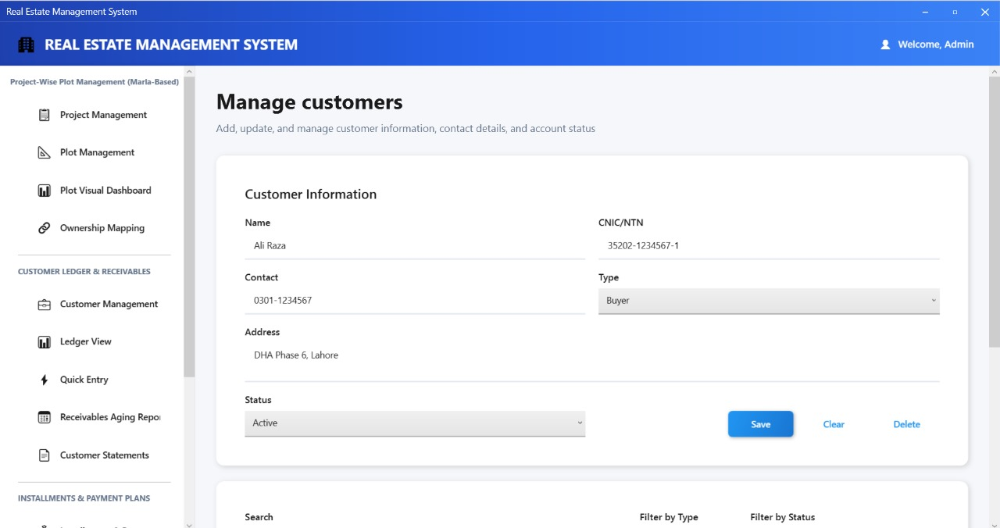 Real Estate Management System
REAL ESTATE MANAGEMENT SYSTEM
Welcome, Admin
Project-Wise Plot Management (Marla-Based)
Project Management
Plot Management
Plot Visual Dashboard
Ownership Mapping
CUSTOMER LEDGER & RECEIVABLES
Customer Management
Ledger View
Quick Entry
Receivables Aging Repo
Customer Statements
INSTALLMENTS & PAYMENT PLANS
Manage customers
Add, update, and manage customer information, contact details, and account status
Customer Information
Name
CNIC/NTN
Ali Raza
35202-1234567-1
Contact
Type
0301-1234567
Buyer
Address
DHA Phase 6, Lahore
Status
Active
Save
Clear
Delete
Search
Filter by Type
Filter by Status